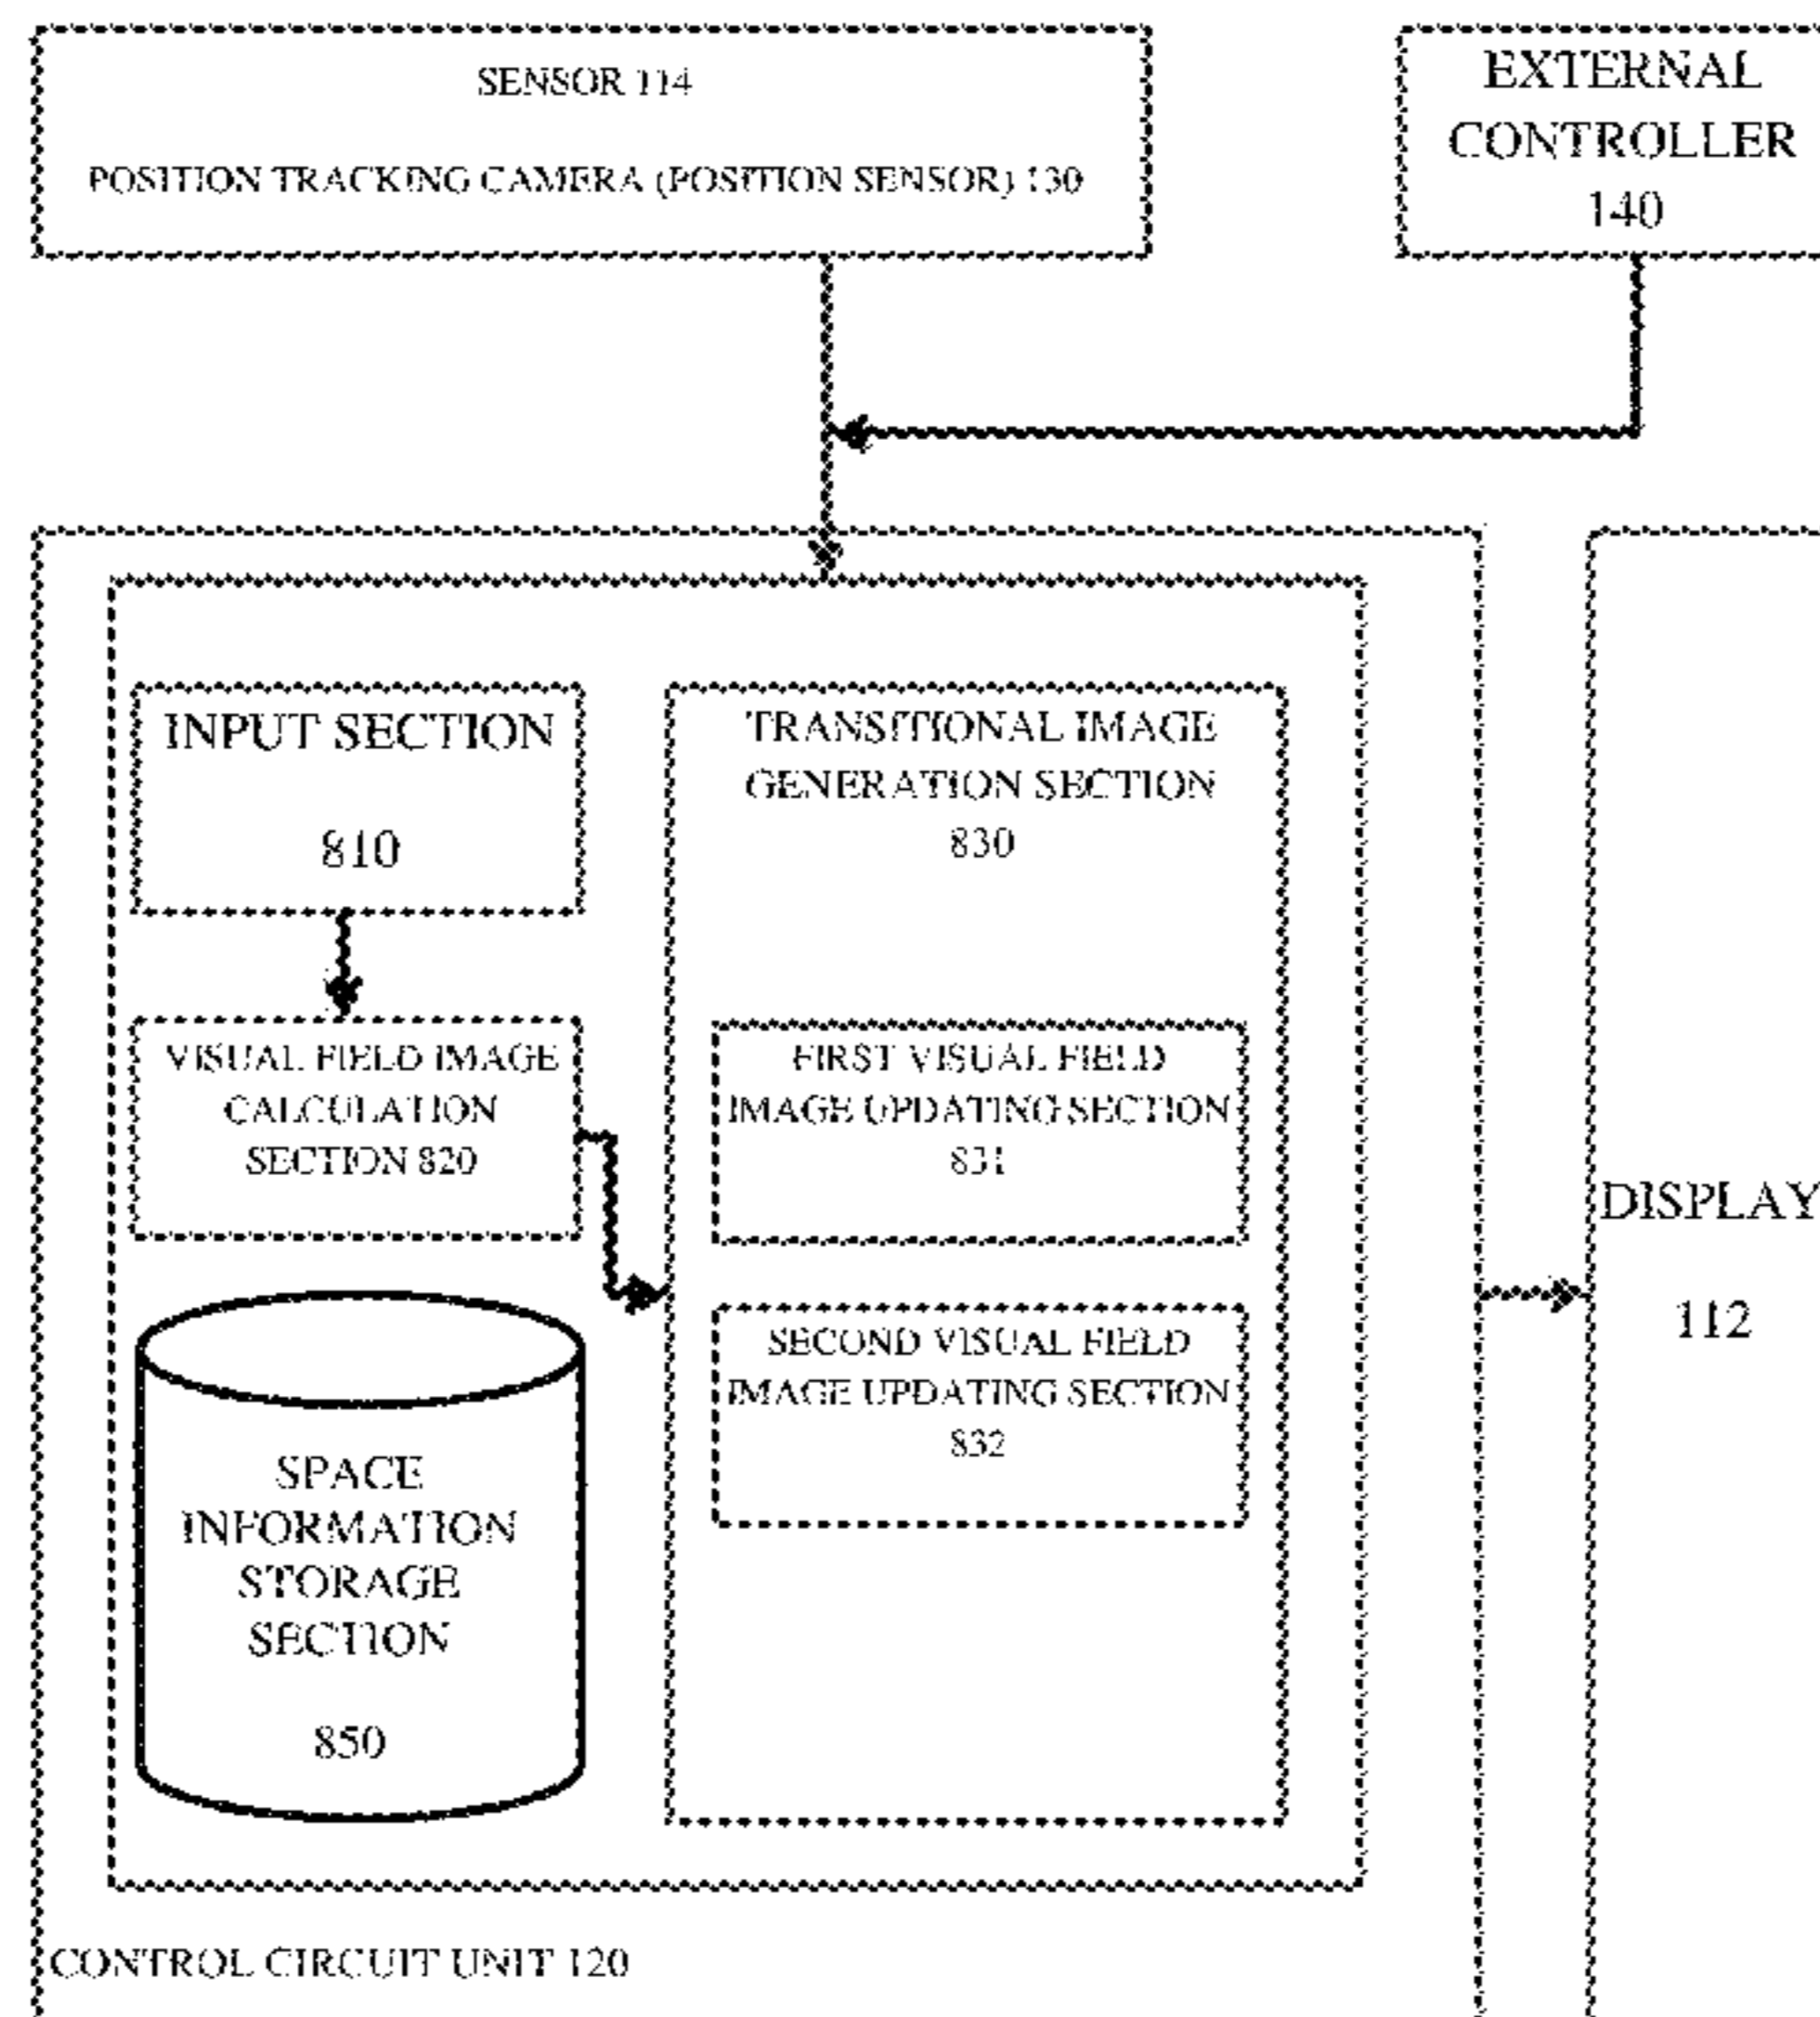 SENSOR 114
POSITION TRACKING CAMERA (POSITION SENSOR) 130
EXTERNAL
CONTROLLER
140
INPUT SECTION
810
TRANSITIONAL IMAGE
GENERATION SECTION
830
VISUAL FIELD IMAGE
CALCULATION
SECTION 820
FIRST VISUAL FIELD
IMAGE UPDATING SECTION
831
SECOND VISUAL FIELD
IMAGE UPDATING SECTION
832
SPACE
INFORMATION
STORAGE
SECTION
850
DISPLAY
112
CONTROL CIRCUIT UNIT 120